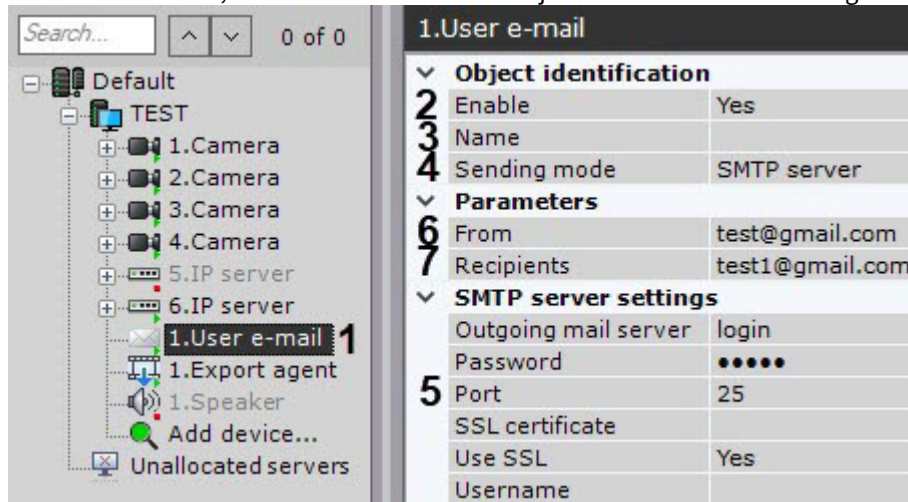 Search... 0 of 0
Default
TEST
1.Camera
2.Camera
3.Camera
4.Camera
5.IP server
6.IP server
1.User e-mail 1
1.Export agent
1.Speaker
Add device...
Unallocated servers
1.User e-mail
Object identification
2 Enable Yes
3 Name
4 Sending mode SMTP server
Parameters
6 From test@gmail.com
7 Recipients test1@gmail.com
SMTP server settings
Outgoing mail server login
Password ●●●●●
5 Port 25
SSL certificate
Use SSL Yes
Username